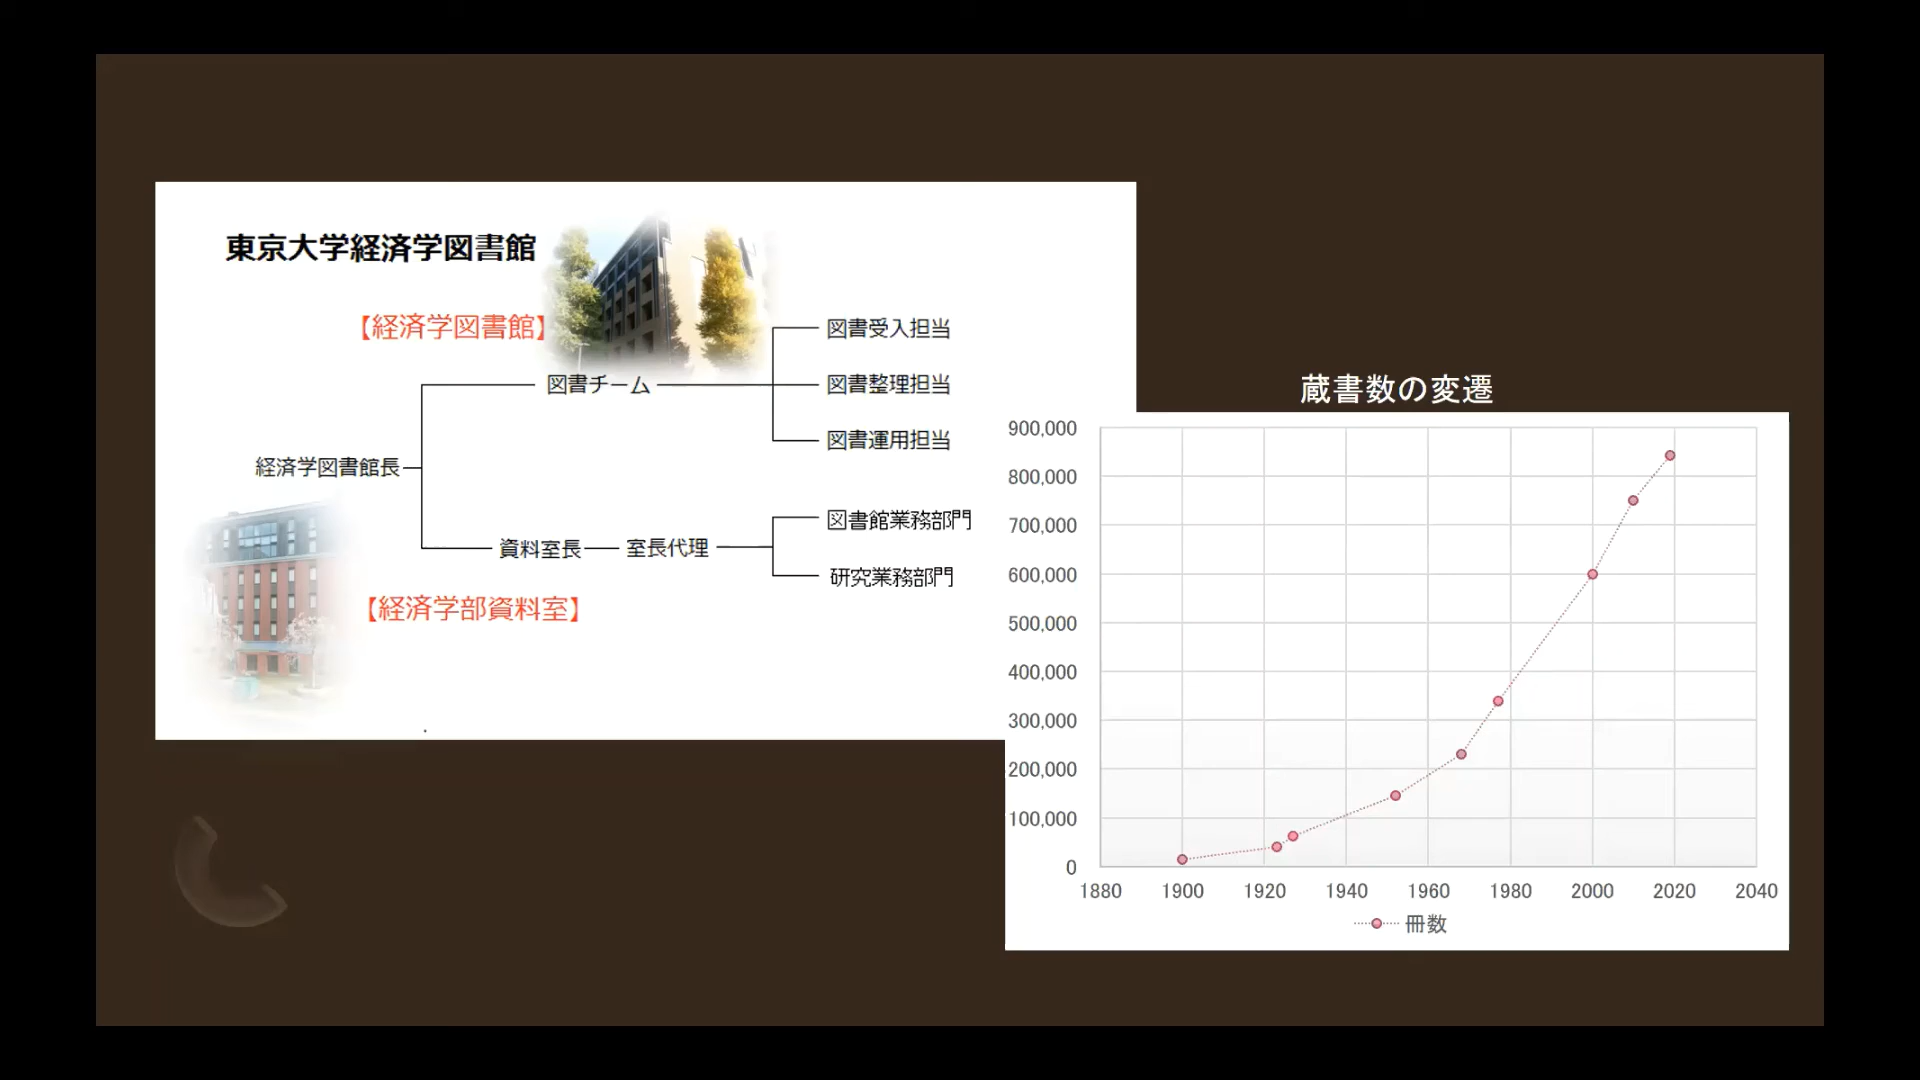 東京大学経済学図書館
【経済学図書館】
図書受入担当
図書チーム
図書整理担当
図書運用担当
経済学図書館長
図書館業務部門
資料室長
室長代理
研究業務部門
【経済学部資料室】
蔵書数の変遷
900,000
800,000
700,000
600,000
500,000
400,000
300,000
200,000
100,000
0
1880 1900 1920 1940 1960 1980 2000 2020 2040
冊数